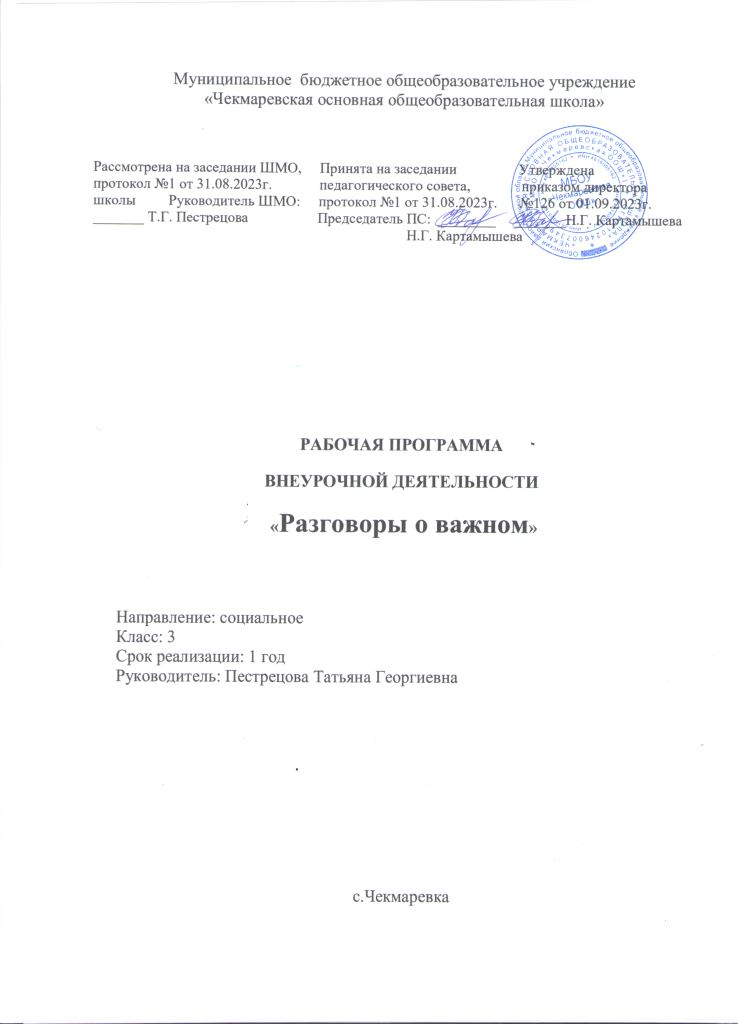 Муниципальное бюджетное общеобразовательное учреждение
«Чекмаревская основная общеобразовательная школа»
Рассмотрена на заседании ШМО, Принята на заседании Утверждена
протокол №1 от 31.08.2023г. педагогического совета, приказом директора
школы Руководитель ШМО: протокол №1 от 31.08.2023г. №126 от 01.09.2023г.
_______ Т.Г. Пестрецова Председатель ПС: Н.Г. Картамышева
Н.Г. Картамышева
МБОУ
РАБОЧАЯ ПРОГРАММА
ВНЕУРОЧНОЙ ДЕЯТЕЛЬНОСТИ
«Разговоры о важном»
Направление: социальное
Класс: 3
Срок реализации: 1 год
Руководитель: Пестрецова Татьяна Георгиевна
с.Чекмаревка